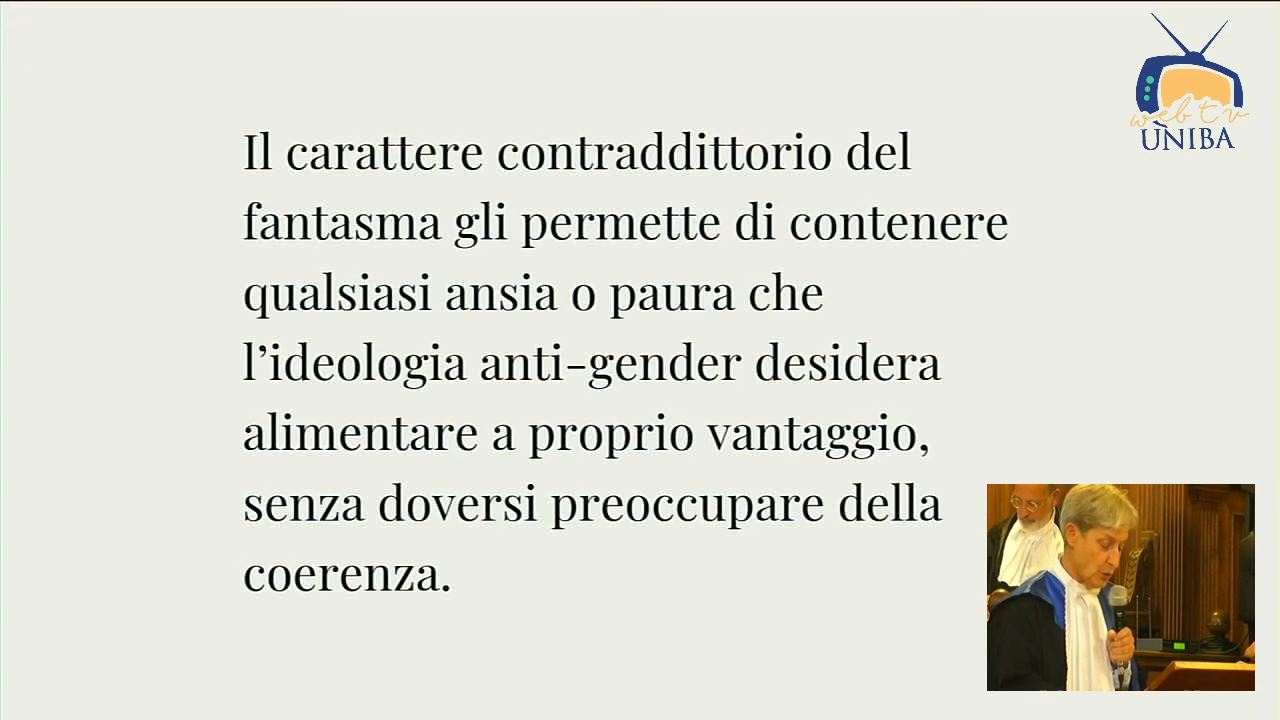 web tv
UNIBA
Il carattere contraddittorio del
fantasma gli permette di contenere
qualsiasi ansia o paura che
l’ideologia anti-gender desidera
alimentare a proprio vantaggio,
senza doversi preoccupare della
coerenza.